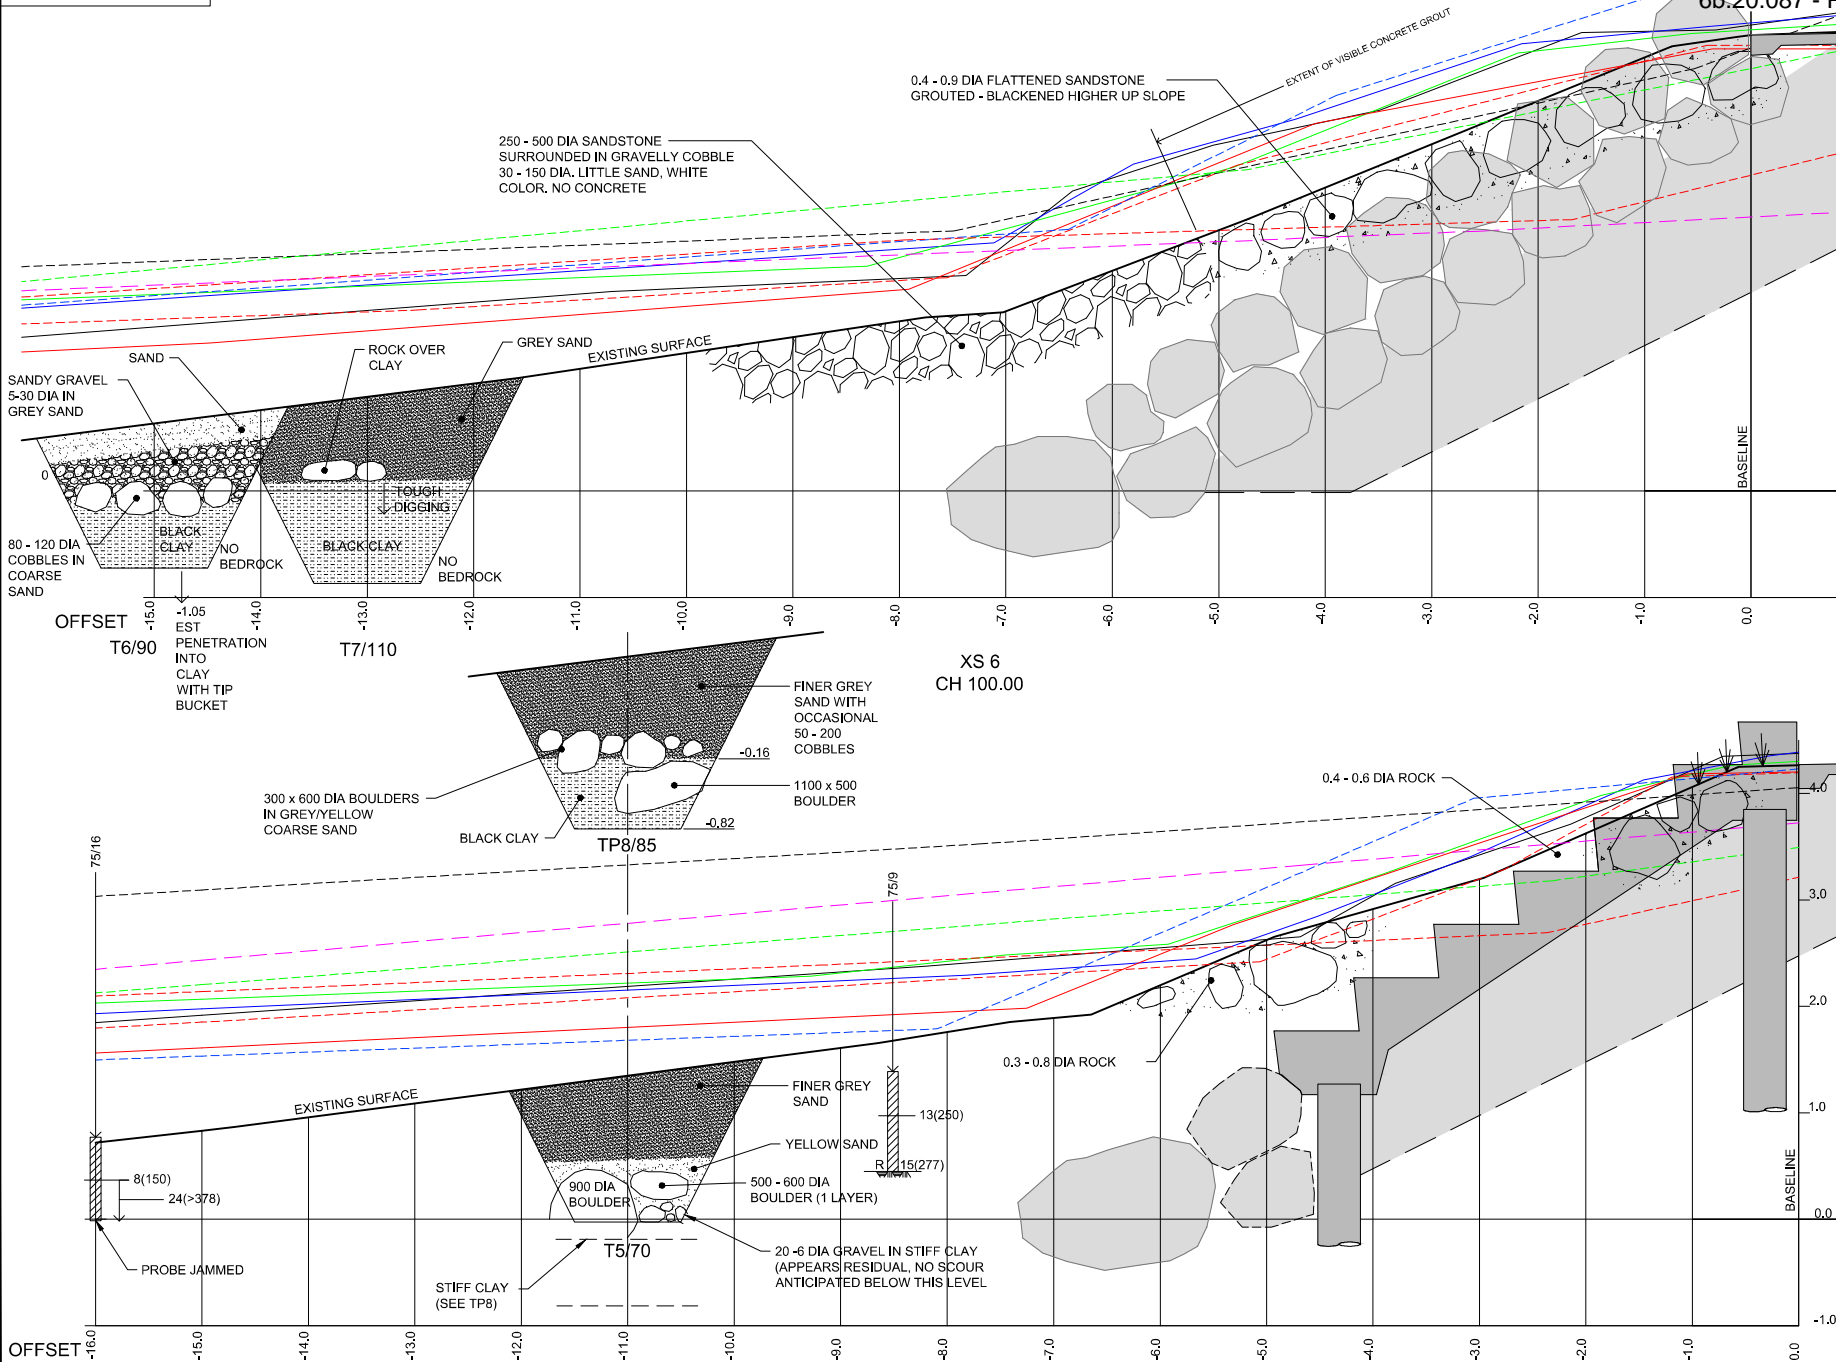 6b.20.087 - F
EXTENT OF VISIBLE CONCRETE GROUT
0.4 - 0.9 DIA FLATTENED SANDSTONE
GROUTED - BLACKENED HIGHER UP SLOPE
250 - 500 DIA SANDSTONE
SURROUNDED IN GRAVELLY COBBLE
30 - 150 DIA. LITTLE SAND, WHITE
COLOR. NO CONCRETE
SAND
ROCK OVER
CLAY
GREY SAND
EXISTING SURFACE
SANDY GRAVEL
5-30 DIA IN
GREY SAND
0
TOUGH
DIGGING
BLACK
CLAY
NO
BEDROCK
BLACK CLAY
NO
BEDROCK
80 - 120 DIA
COBBLES IN
COARSE
SAND
BASELINE
OFFSET
-15.0
-14.0
-13.0
-12.0
-11.0
-10.0
-9.0
-8.0
-7.0
-6.0
-5.0
-4.0
-3.0
-2.0
-1.0
0.0
-1.05
EST
PENETRATION
INTO
CLAY
WITH TIP
BUCKET
T6/90
T7/110
XS 6
CH 100.00
FINER GREY
SAND WITH
OCCASIONAL
50 - 200
COBBLES
-0.16
1100 x 500
BOULDER
-0.82
300 x 600 DIA BOULDERS
IN GREY/YELLOW
COARSE SAND
BLACK CLAY
TP8/85
0.4 - 0.6 DIA ROCK
4.0
3.0
2.0
1.0
0.0
-1.0
75/16
75/9
0.3 - 0.8 DIA ROCK
EXISTING SURFACE
FINER GREY
SAND
13(250)
YELLOW SAND
R
15(277)
8(150)
24(>378)
900 DIA
BOULDER
500 - 600 DIA
BOULDER (1 LAYER)
BASELINE
T5/70
PROBE JAMMED
STIFF CLAY
(SEE TP8)
20 -6 DIA GRAVEL IN STIFF CLAY
(APPEARS RESIDUAL, NO SCOUR
ANTICIPATED BELOW THIS LEVEL
OFFSET
-16.0
-15.0
-14.0
-13.0
-12.0
-11.0
-10.0
-9.0
-8.0
-7.0
-6.0
-5.0
-4.0
-3.0
-2.0
-1.0
0.0